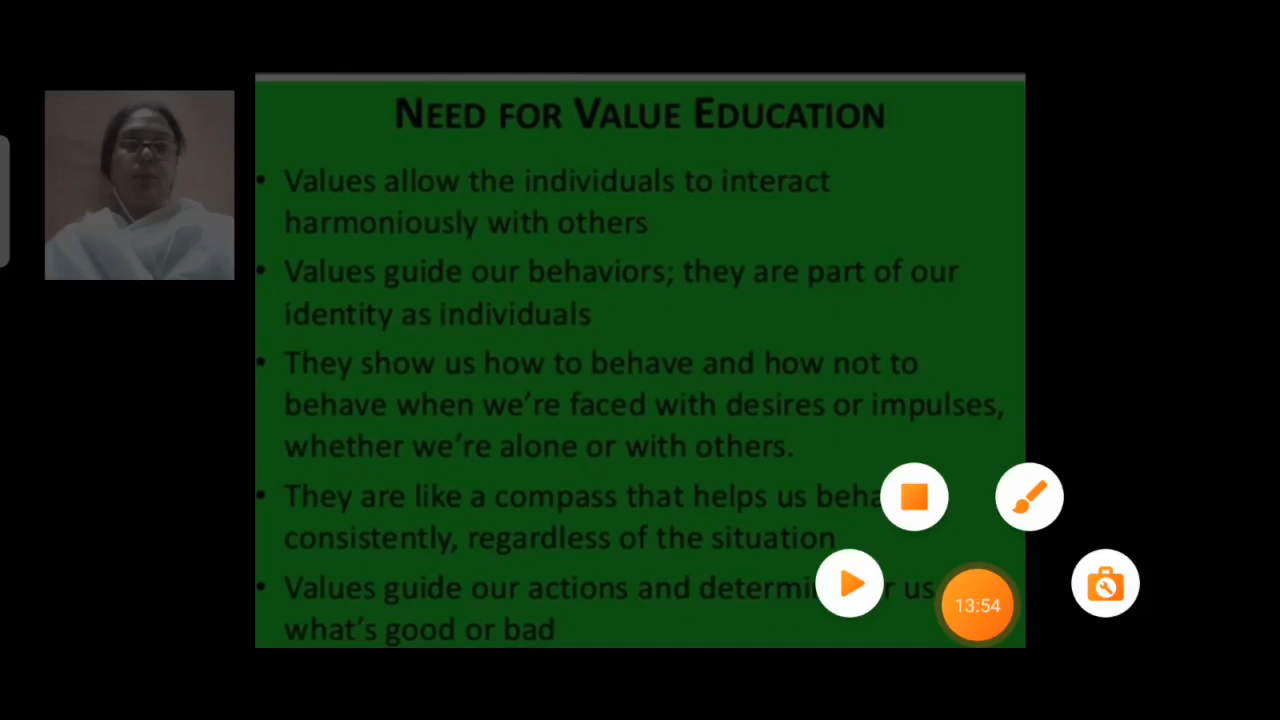 NEED FOR VALUE EDUCATION
• Values allow the individuals to interact
harmoniously with others
• Values guide our behaviors; they are part of our
identity as individuals
• They show us how to behave and how not to
behave when we're faced with desires or impulses,
whether we're alone or with others.
• They are like a compass that helps us
consistently, regardless of the situation
• Values guide our actions and us
what's good or bad
13:54